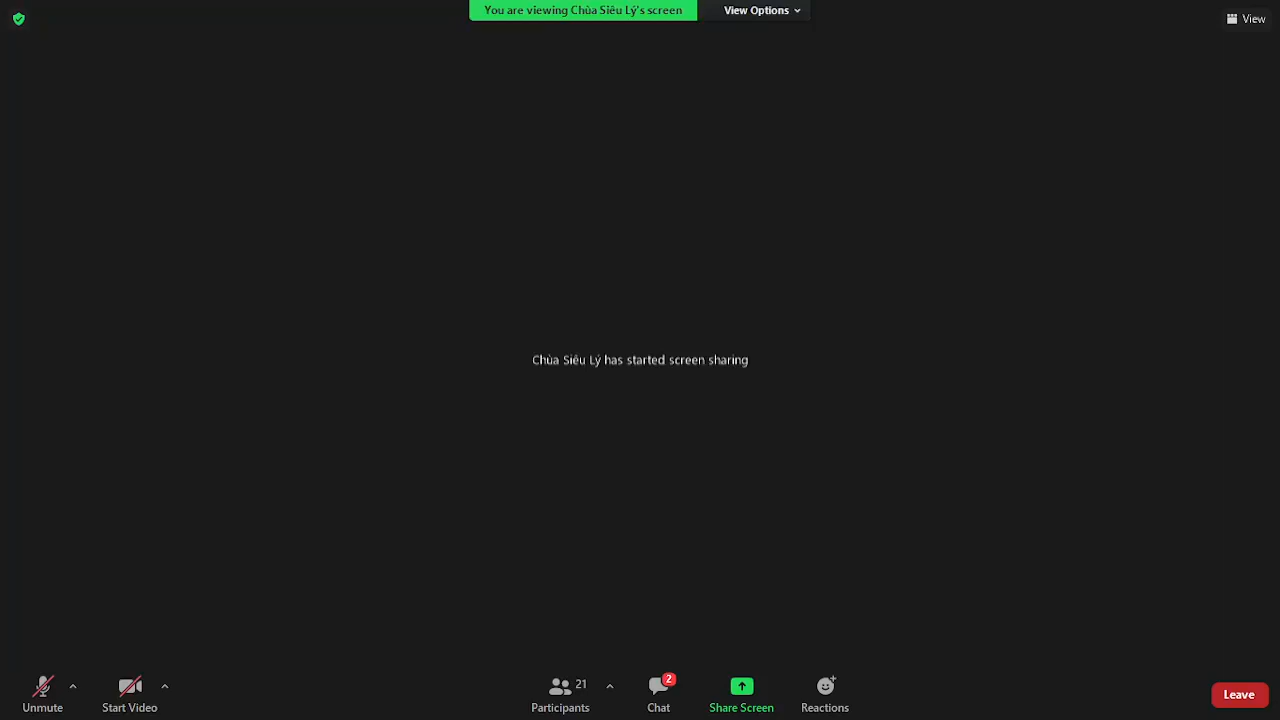 You are viewing Chùa Siêu Lý's screen
View Options
View
Chùa Siêu Lý has started screen sharing
Unmute
Start Video
21
Participants
2
Chat
Share Screen
Reactions
Leave